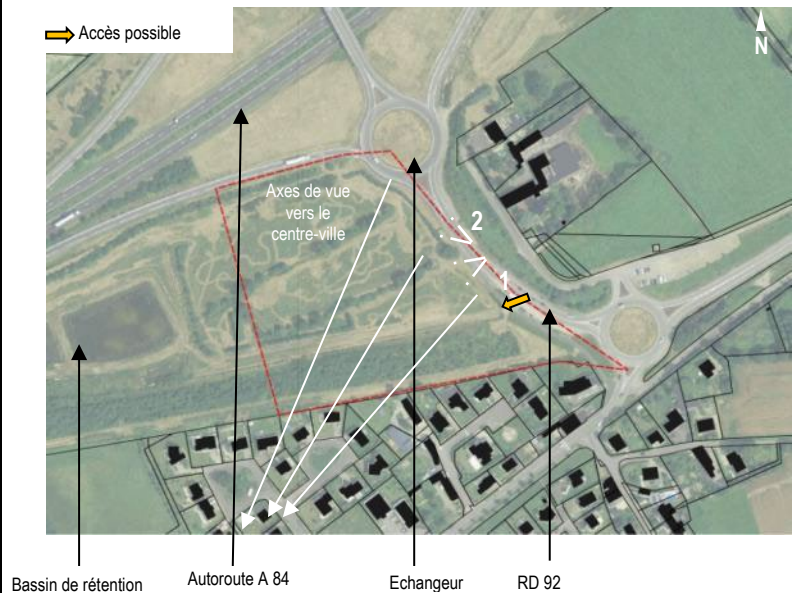 Accès possible
N
Axes de vue
vers le
centre-ville
2
1
Bassin de rétention
Autoroute A 84
Echangeur
RD 92